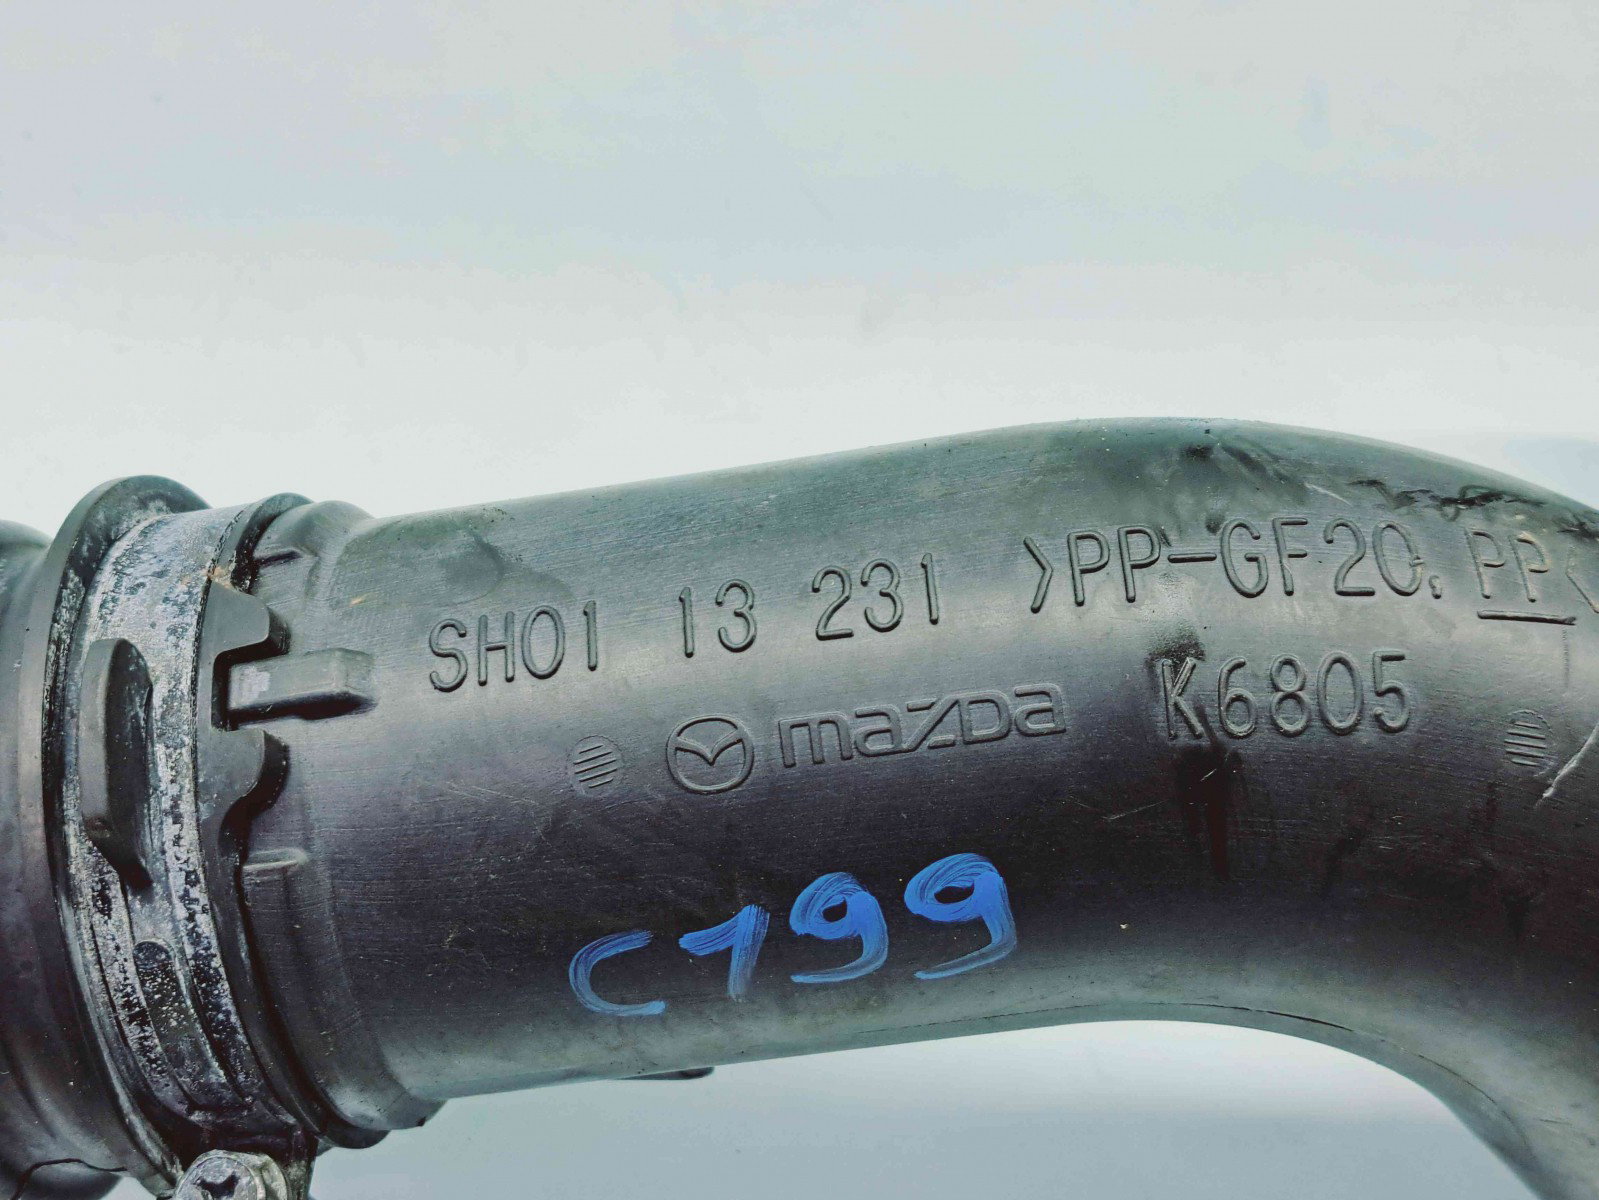 SH01 13 231 >PP-GF20, PP<
mazda K6805
C199